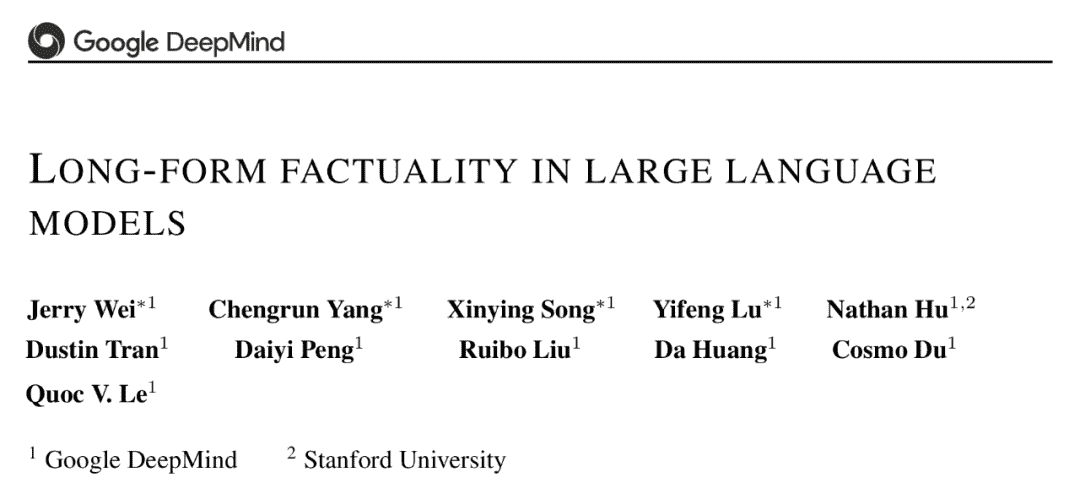 Google DeepMind
LONG-FORM FACTUALITY IN LARGE LANGUAGE
MODELS
Jerry Wei*1 Chengrun Yang*1 Xinying Song*1 Yifeng Lu*1 Nathan Hu1,2
Dustin Tran1 Daiyi Peng1 Ruibo Liu1 Da Huang1 Cosmo Du1
Quoc V. Le1
1 Google DeepMind 2 Stanford University